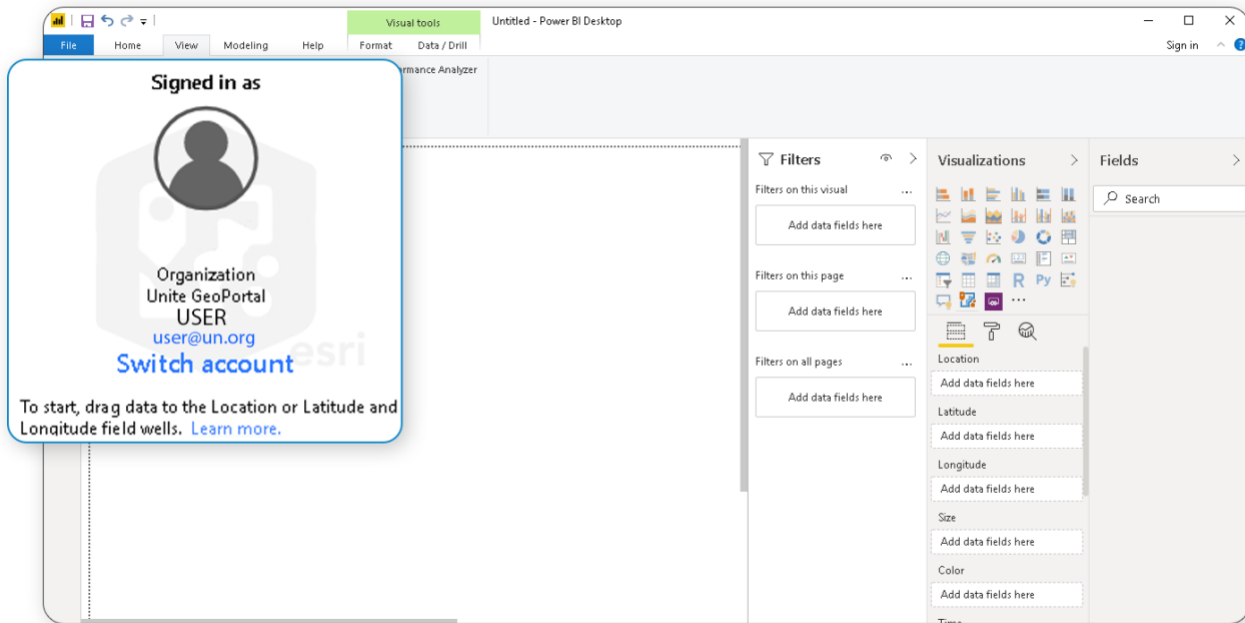 Visual tools
Untitled - Power BI Desktop
File Home View Modeling Help Format Data / Drill
Sign in
?
rmance Analyzer
Signed in as
Organization
Unite GeoPortal
USER
user@un.org
Switch account
esri
To start, drag data to the Location or Latitude and
Longitude field wells. Learn more.
Filters
Filters on this visual
...
Add data fields here
Filters on this page
...
Add data fields here
Filters on all pages
...
Add data fields here
Visualizations
R Py
...
Location
Add data fields here
Latitude
Add data fields here
Longitude
Add data fields here
Size
Add data fields here
Color
Add data fields here
Time
Fields
Search